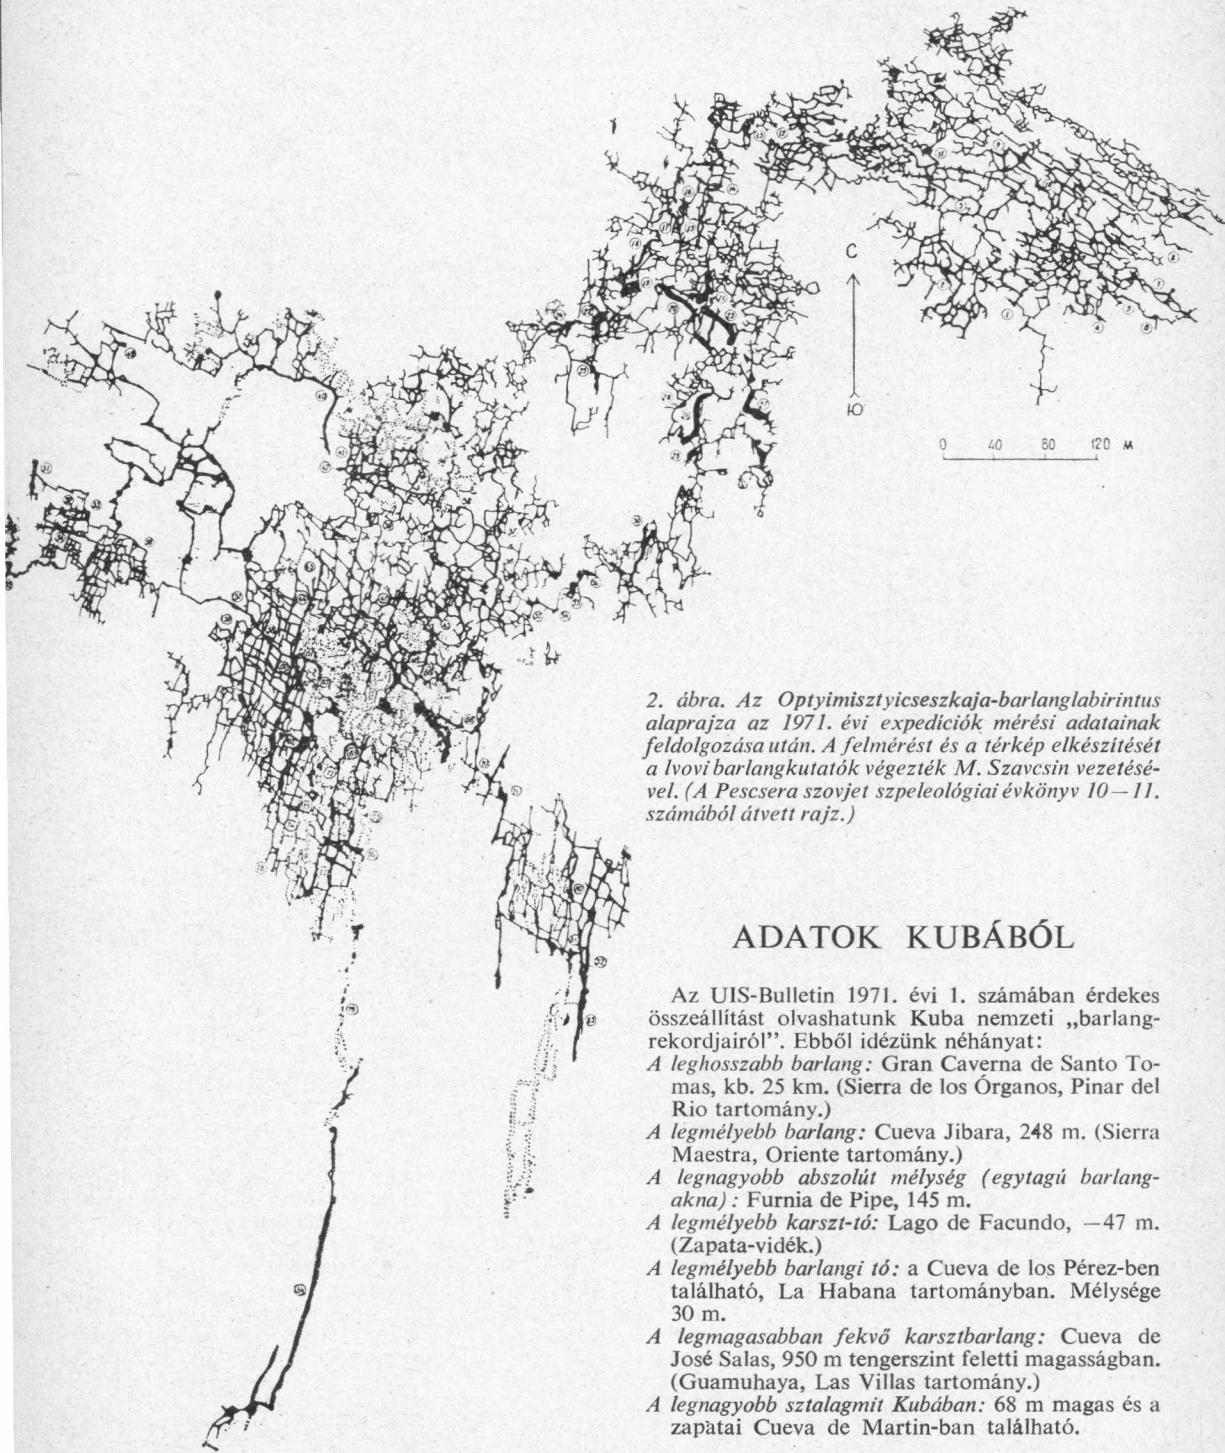 С
Ю
0 40 80 120 м
2. ábra. Az Optyimisztyicseszkaja-barlanglabirintus
alaprajza az 1971. évi expedíciók mérési adatainak
feldolgozása után. A felmérést és a térkép elkészítését
a lvovi barlangkutatók végezték M. Szavcsin vezetésé-
vel. (A Pescsera szovjet szpeleológiai évkönyv 10—11.
számából átvett rajz.)
ADATOK KUBÁBÓL
Az UIS-Bulletin 1971. évi 1. számában érdekes
összeállítást olvashatunk Kuba nemzeti „barlang-
rekordjairól”. Ebből idézünk néhányat:
A leghosszabb barlang: Gran Caverna de Santo To-
mas, kb. 25 km. (Sierra de los Órganos, Pinar del
Rio tartomány.)
A legmélyebb barlang: Cueva Jibara, 248 m. (Sierra
Maestra, Oriente tartomány.)
A legnagyobb abszolút mélység (egytagú barlang-
akna) : Furnia de Pipe, 145 m.
A legmélyebb karszt-tó: Lago de Facundo, —47 m.
(Zapata-vidék.)
A legmélyebb barlangi tó: a Cueva de los Pérez-ben
található, La Habana tartományban. Mélysége
30 m.
A legmagasabban fekvő karsztbarlang: Cueva de
José Salas, 950 m tengerszint feletti magasságban.
(Guamuhaya, Las Villas tartomány.)
A legnagyobb sztalagmit Kubában: 68 m magas és a
zapatai Cueva de Martin-ban található.